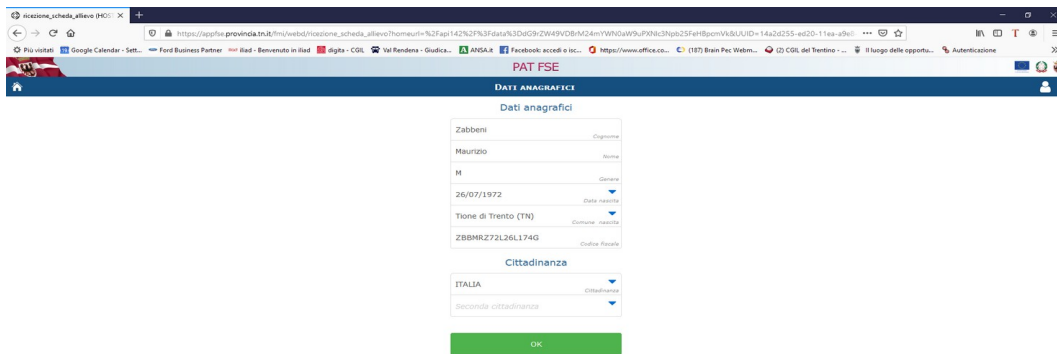 ricezione_scheda_allievo (HOST
https://appfse.provincia.tn.it/fmi/webd/ricezione_scheda_allievo?homeurl=%2Fapi142%2F%3Fdata%3DdG9rZW49VDBrM24mYWN0aW9uPXNlc3Npb25FeHBpcmVk&UUID=14a2d255-ed20-11ea-a9e8
Più visitati Google Calendar - Sett... Ford Business Partner iliad - Benvenuto in iliad digita - CGIL Val Rendena - Giudica... ANSA.it Facebook: accedi o isc... https://www.office.co... (187) Brain Pec Webm... (2) CGIL del Trentino - ... Il luogo delle opportu... Autenticazione
PAT FSE
DATI ANAGRAFICI
Dati anagrafici
Zabbeni
Cognome
Maurizio
Nome
M
Genere
26/07/1972
Data nascita
Tione di Trento (TN)
Comune nascita
ZBBMRZ72L26L174G
Codice fiscale
Cittadinanza
ITALIA
Cittadinanza
Seconda cittadinanza
OK